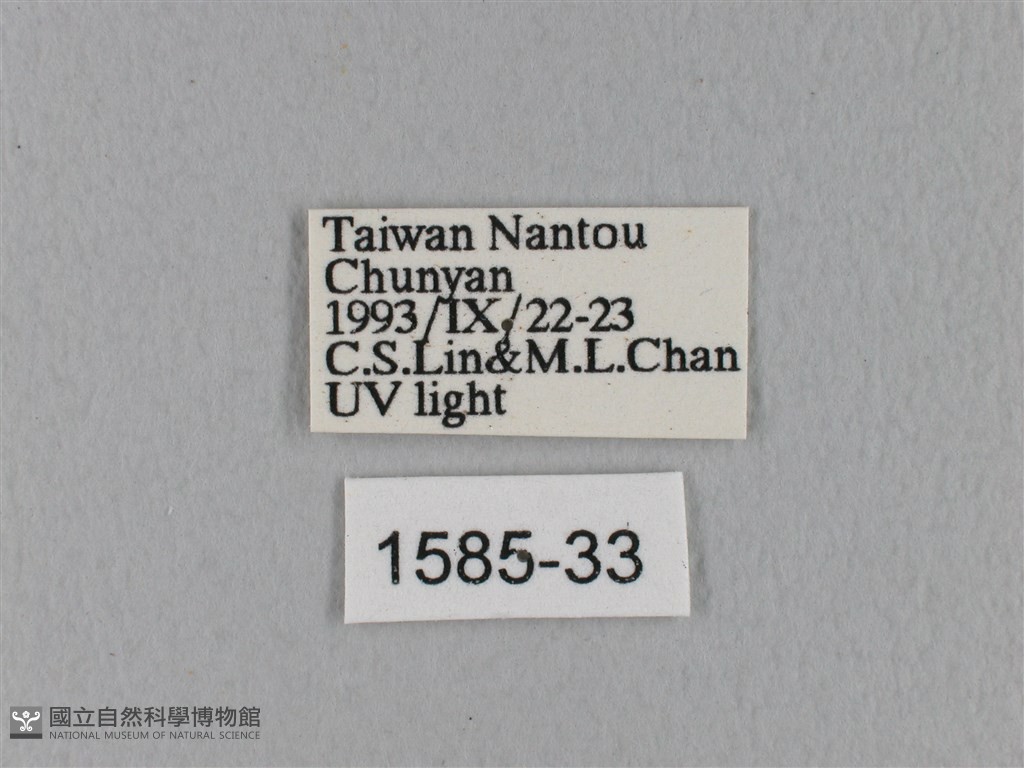 Taiwan Nantou
Chunyan
1993/IX/22-23
C.S.Lin&M.L.Chan
UV light
1585-33
國立自然科學博物館
NATIONAL MUSEUM OF NATURAL SCIENCE